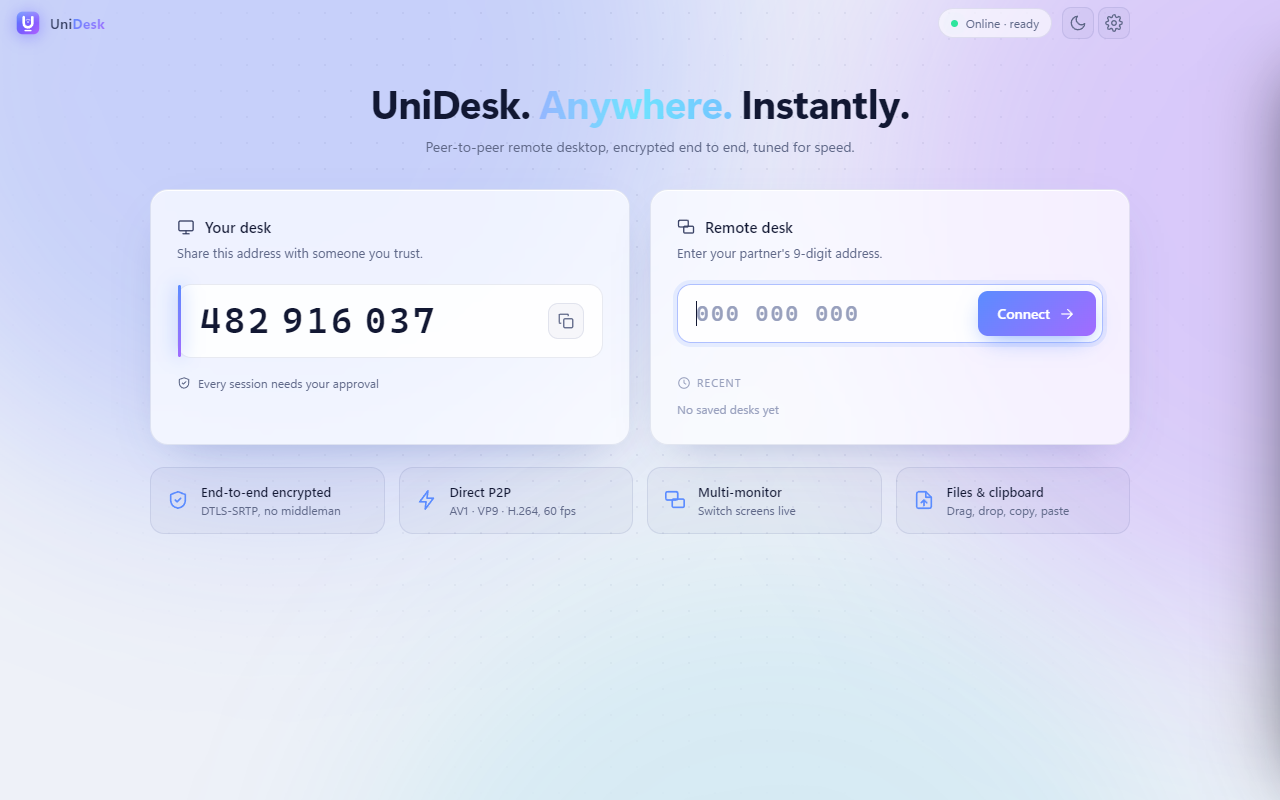 UniDesk
Online · ready
UniDesk. Anywhere. Instantly.
Peer-to-peer remote desktop, encrypted end to end, tuned for speed.
Your desk
Share this address with someone you trust.
482 916 037
Every session needs your approval
Remote desk
Enter your partner's 9-digit address.
000 000 000
Connect
RECENT
No saved desks yet
End-to-end encrypted
DTLS-SRTP, no middleman
Direct P2P
AV1 · VP9 · H.264, 60 fps
Multi-monitor
Switch screens live
Files & clipboard
Drag, drop, copy, paste